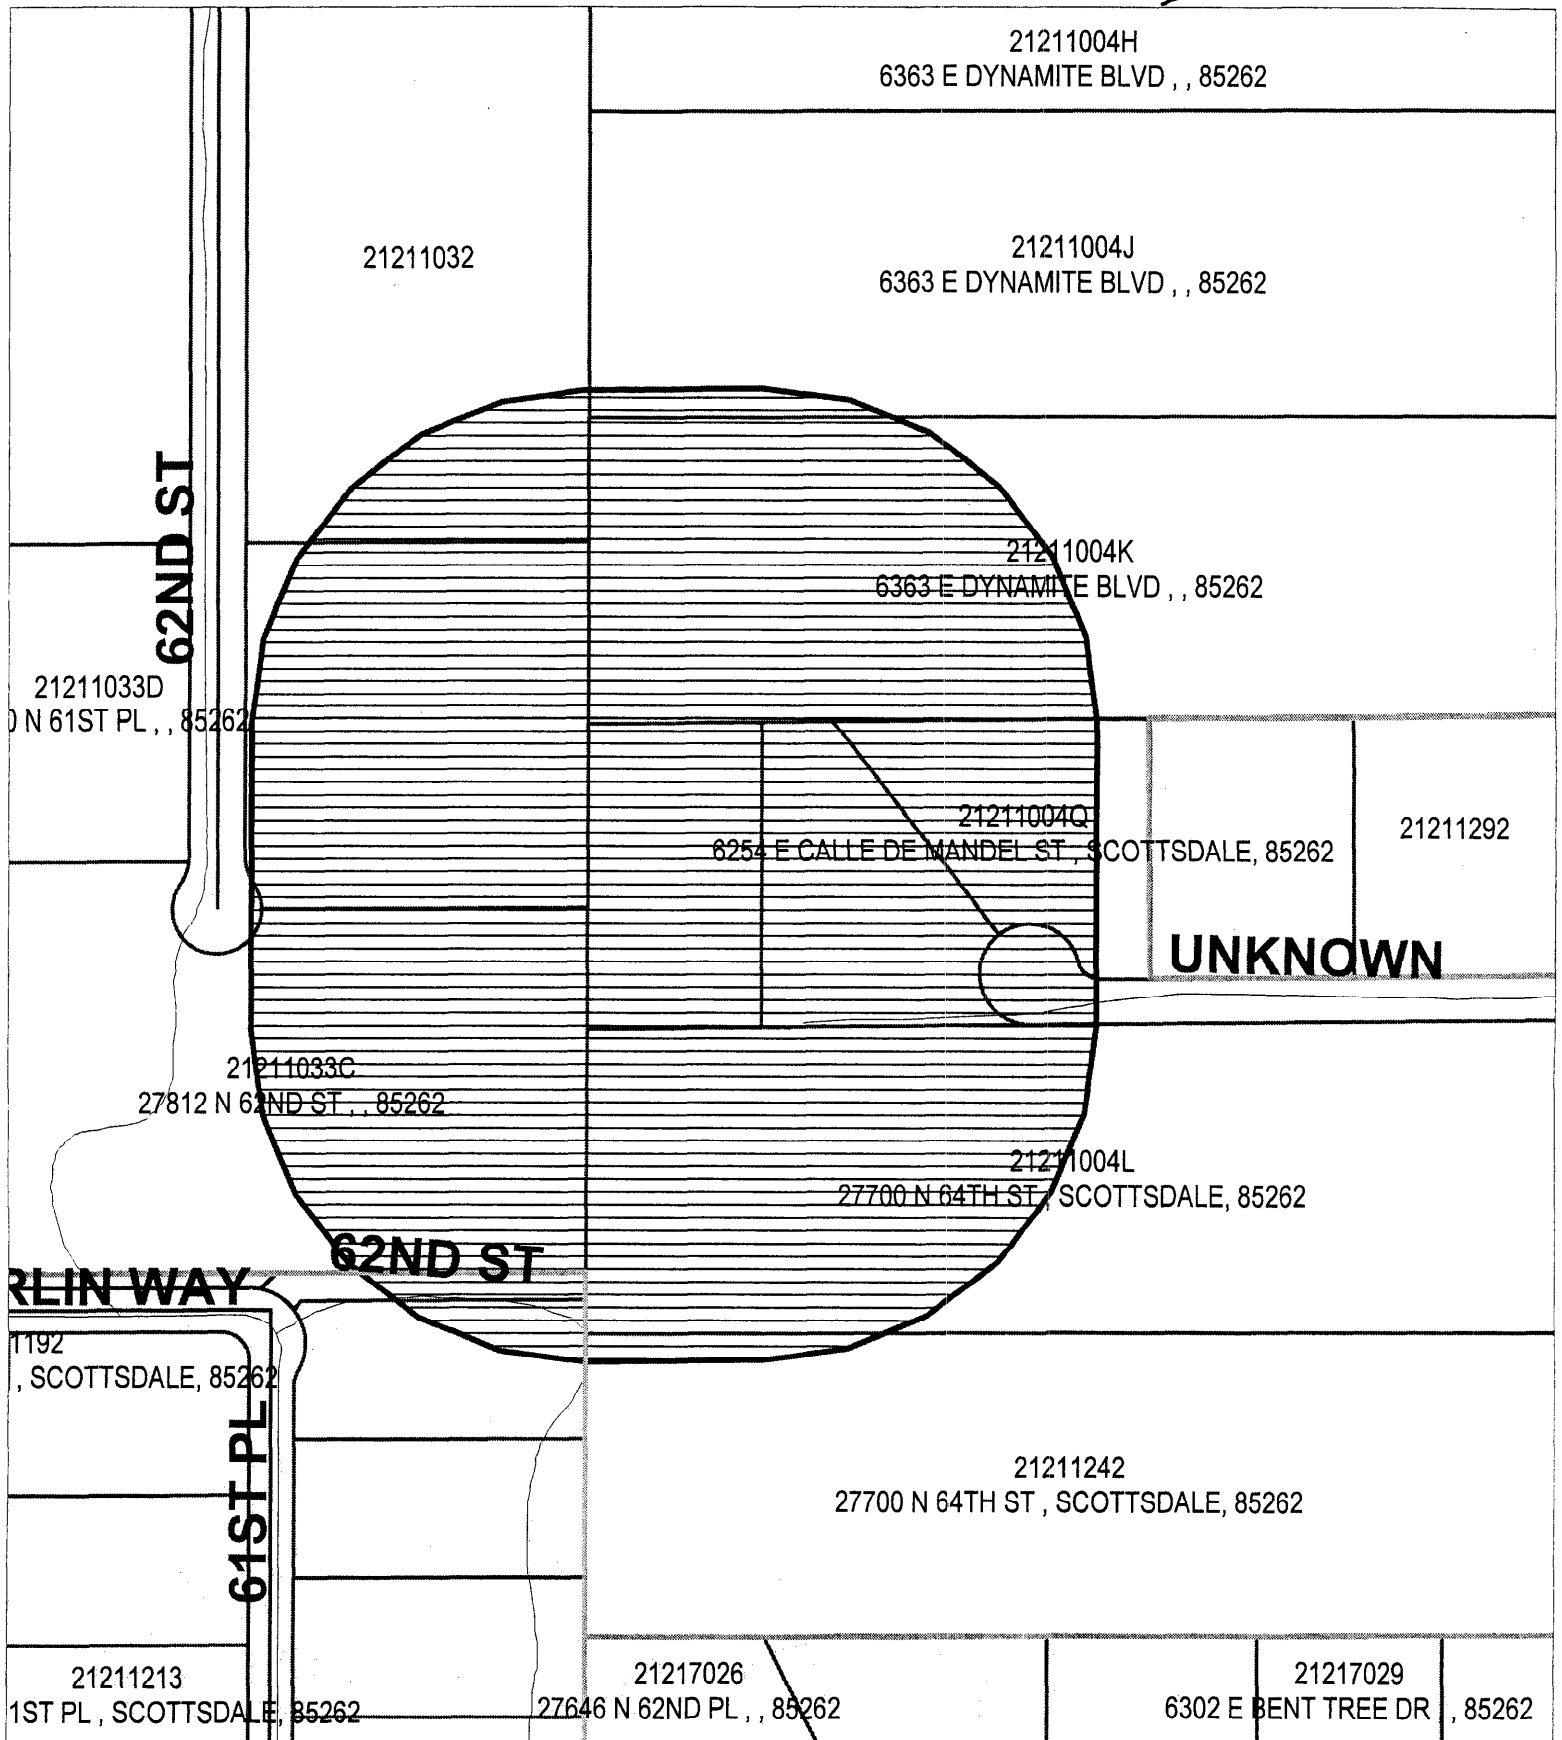 21211004H
6363 E DYNAMITE BLVD , , 85262
21211032
21211004J
6363 E DYNAMITE BLVD , , 85262
62ND ST
21211004K
6363 E DYNAMITE BLVD , , 85262
21211033D
0 N 61ST PL , , 85262
21211004Q
6254 E CALLE DE MANDEL ST , SCOTTSDALE, 85262
21211292
UNKNOWN
21211033C
27812 N 62ND ST , , 85262
21211004L
27700 N 64TH ST , SCOTTSDALE, 85262
62ND ST
RLIN WAY
1192
, SCOTTSDALE, 85262
61ST PL
21211242
27700 N 64TH ST , SCOTTSDALE, 85262
21211213
1ST PL , SCOTTSDALE, 85262
21217026
27646 N 62ND PL , , 85262
21217029
6302 E BENT TREE DR , , 85262